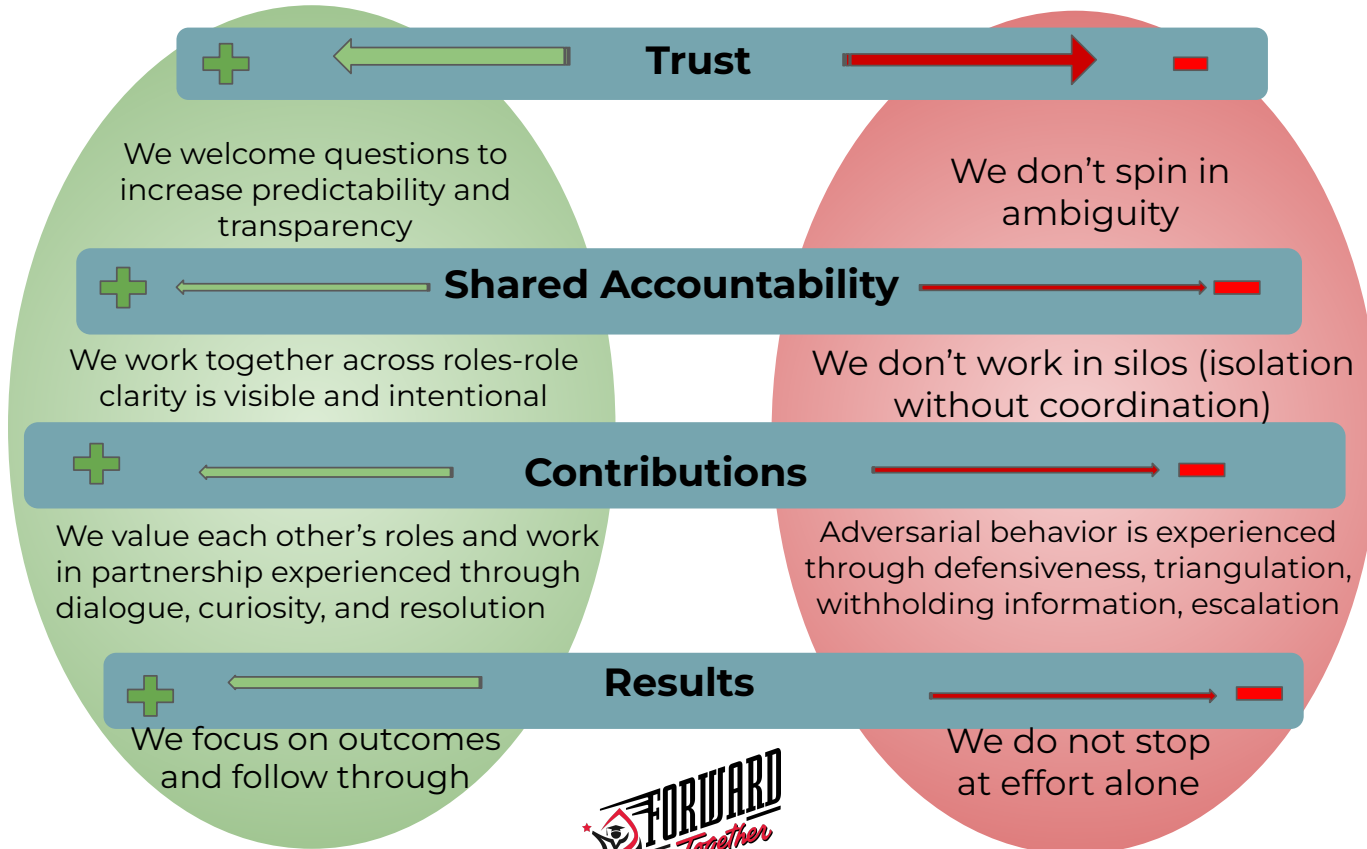 Trust
We welcome questions to
increase predictability and
transparency
We don’t spin in
ambiguity
Shared Accountability
We work together across roles-role
clarity is visible and intentional
We don’t work in silos (isolation
without coordination)
Contributions
We value each other’s roles and work
in partnership experienced through
dialogue, curiosity, and resolution
Adversarial behavior is experienced
through defensiveness, triangulation,
withholding information, escalation
Results
We focus on outcomes
and follow through
We do not stop
at effort alone
FORWARD
Together